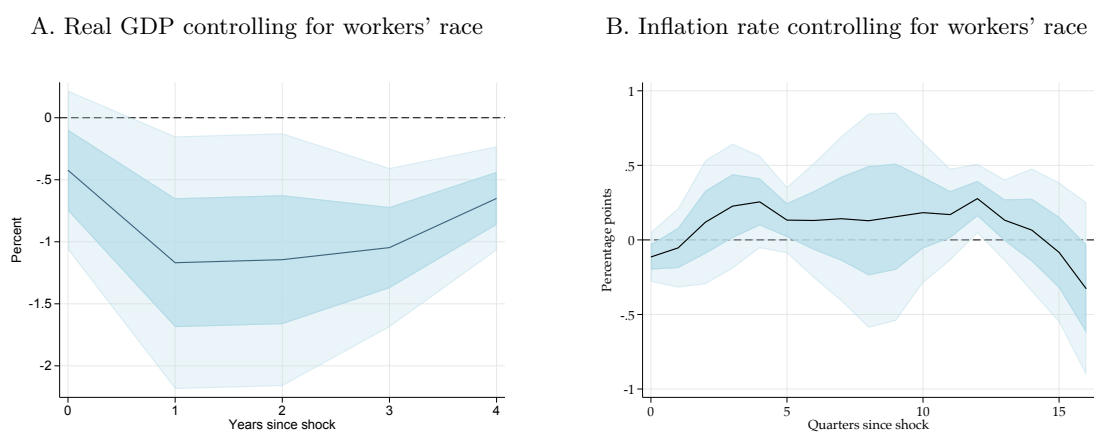 A. Real GDP controlling for workers' race
0
-.5
-1
-1.5
-2
Percent
0 1 2 3 4
Years since shock
B. Inflation rate controlling for workers' race
1
.5
0
-.5
-1
Percentage points
0 5 10 15
Quarters since shock